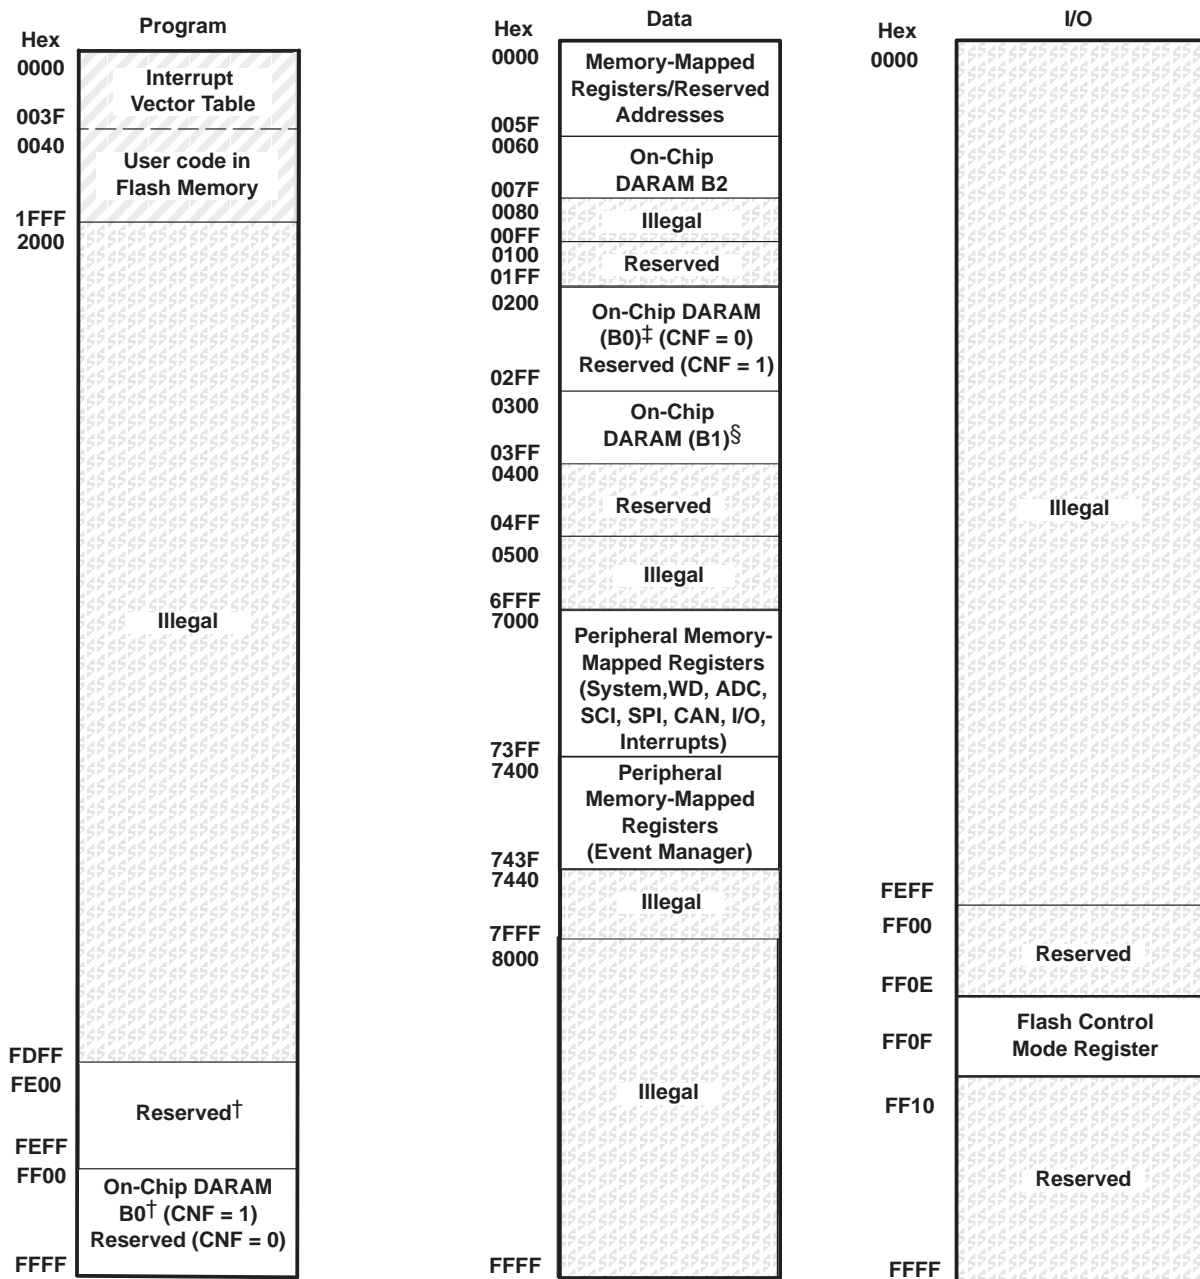 Program
Hex
0000
Interrupt
Vector Table
003F
0040
User code in
Flash Memory
1FFF
2000
Illegal
FDFF
FE00
Reserved†
FEFF
FF00
On-Chip DARAM
B0† (CNF = 1)
Reserved (CNF = 0)
FFFF
Data
Hex
0000
Memory-Mapped
Registers/Reserved
Addresses
005F
0060
On-Chip
DARAM B2
007F
0080
Illegal
00FF
0100
Reserved
01FF
0200
On-Chip DARAM
(B0)‡ (CNF = 0)
Reserved (CNF = 1)
02FF
0300
On-Chip
DARAM (B1)§
03FF
0400
Reserved
04FF
0500
Illegal
6FFF
7000
Peripheral Memory-
Mapped Registers
(System,WD, ADC,
SCI, SPI, CAN, I/O,
Interrupts)
73FF
7400
Peripheral
Memory-Mapped
Registers
(Event Manager)
743F
7440
Illegal
7FFF
8000
Illegal
FFFF
I/O
Hex
0000
Illegal
FEFF
FF00
Reserved
FF0E
Flash Control
Mode Register
FF0F
FF10
Reserved
FFFF